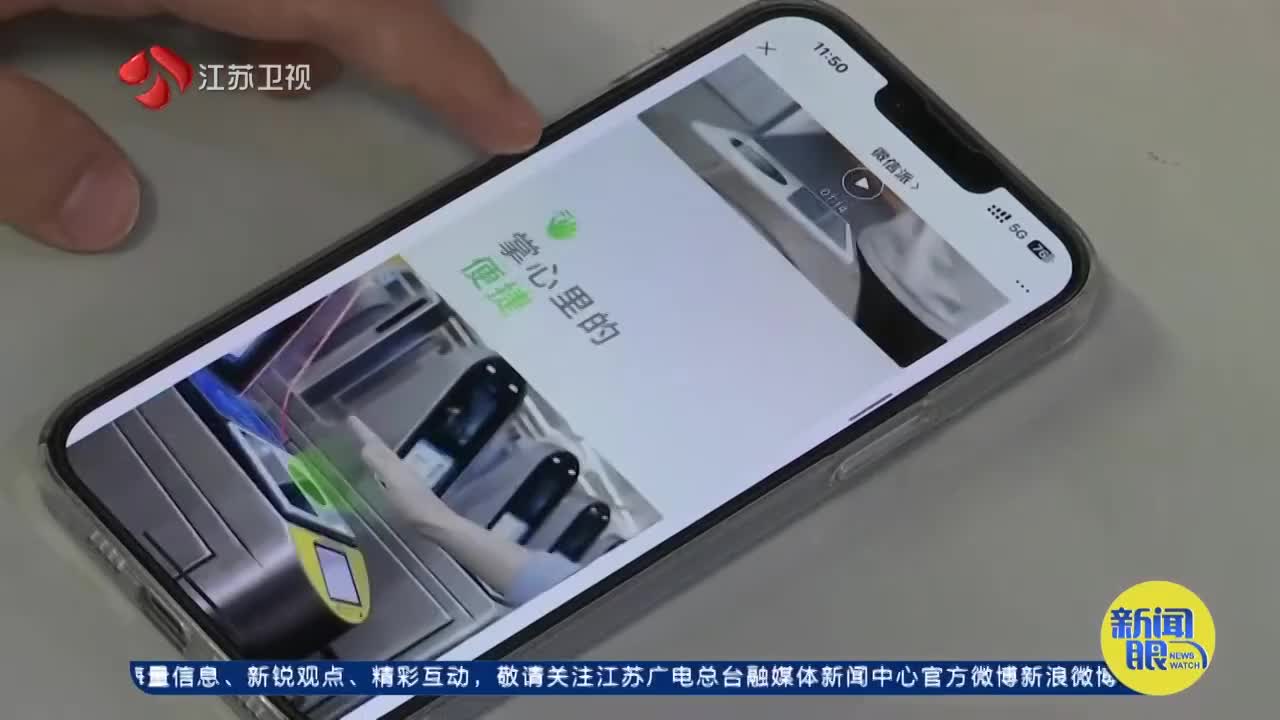 江苏卫视
11:50
微信派 >
5G
76
01:14
掌心里的
便捷
新闻
眼
NEWS
WATCH
量信息、新锐观点、精彩互动，敬请关注江苏广电总台融媒体新闻中心官方微博新浪微博